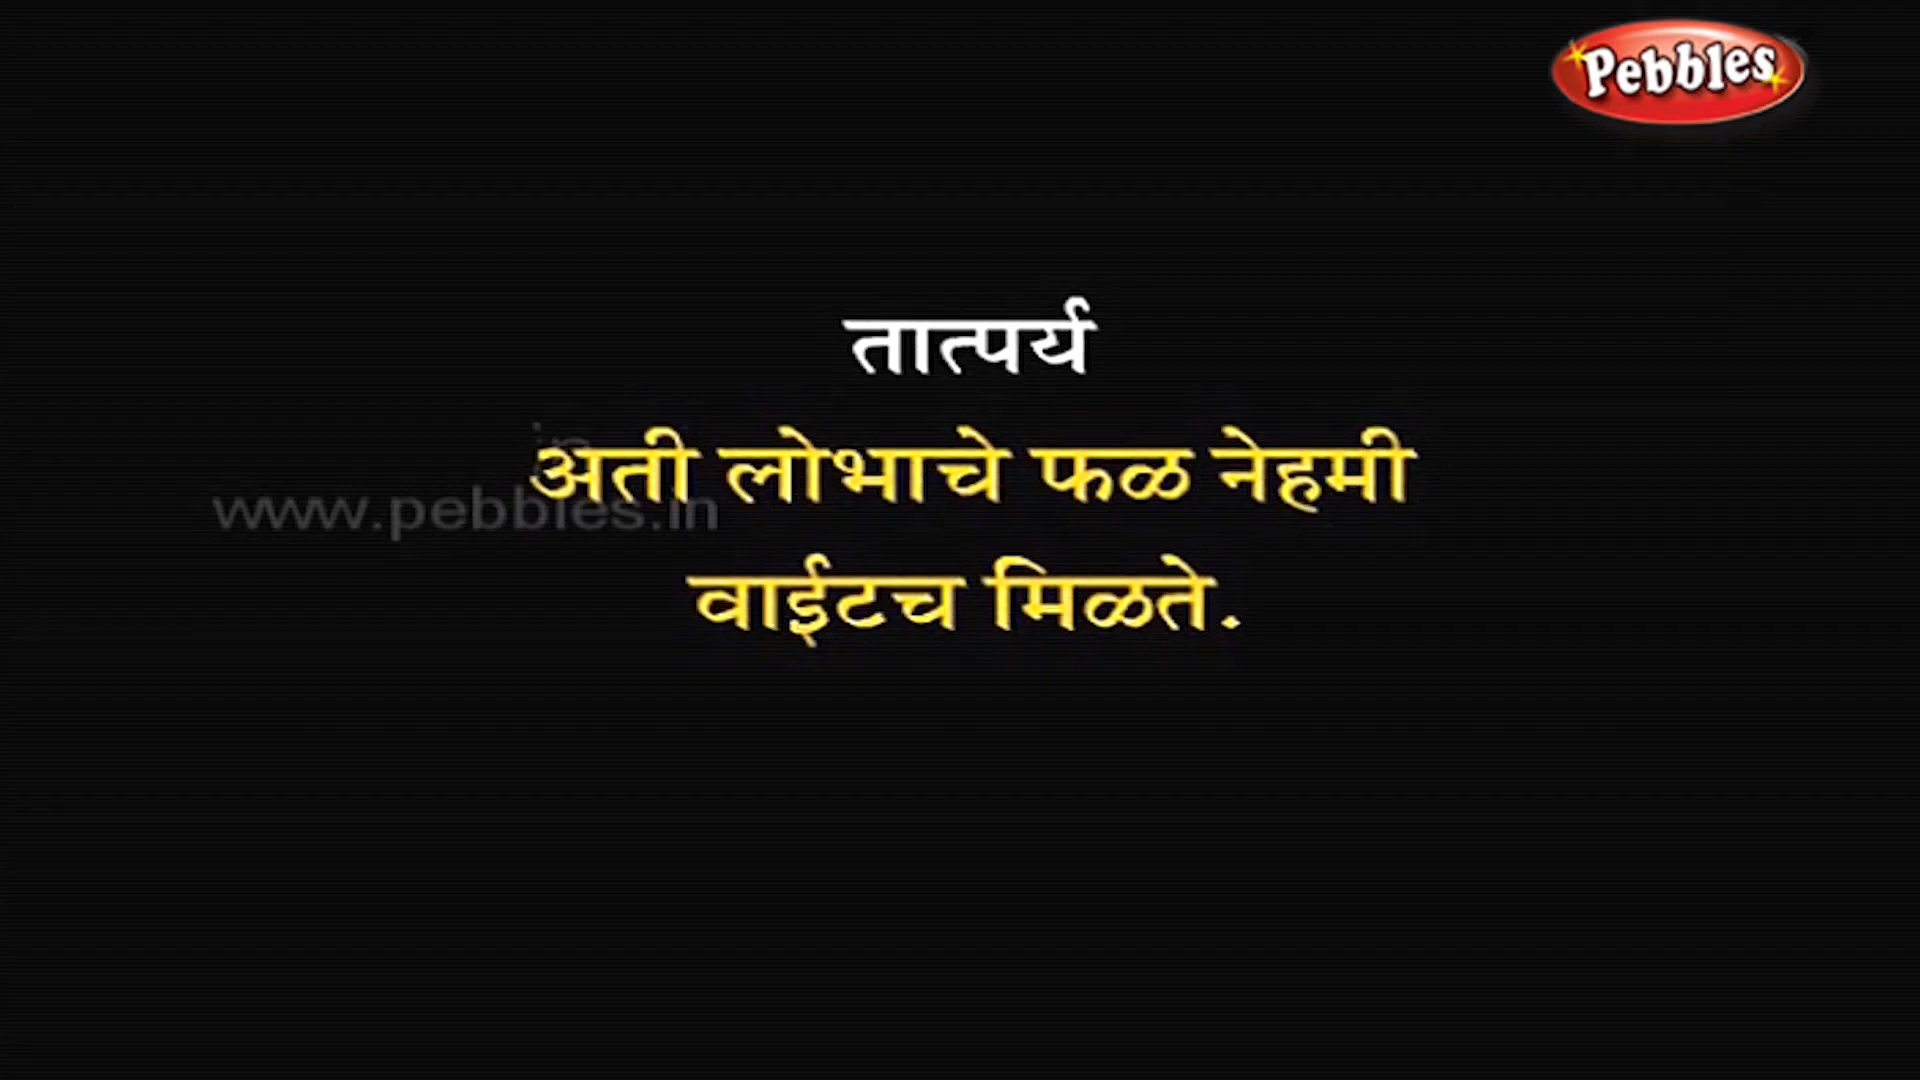 Pebbles
तात्पर्य
अती लोभाचे फळ नेहमी
www.pebbles.in
वाईटच मिळते.